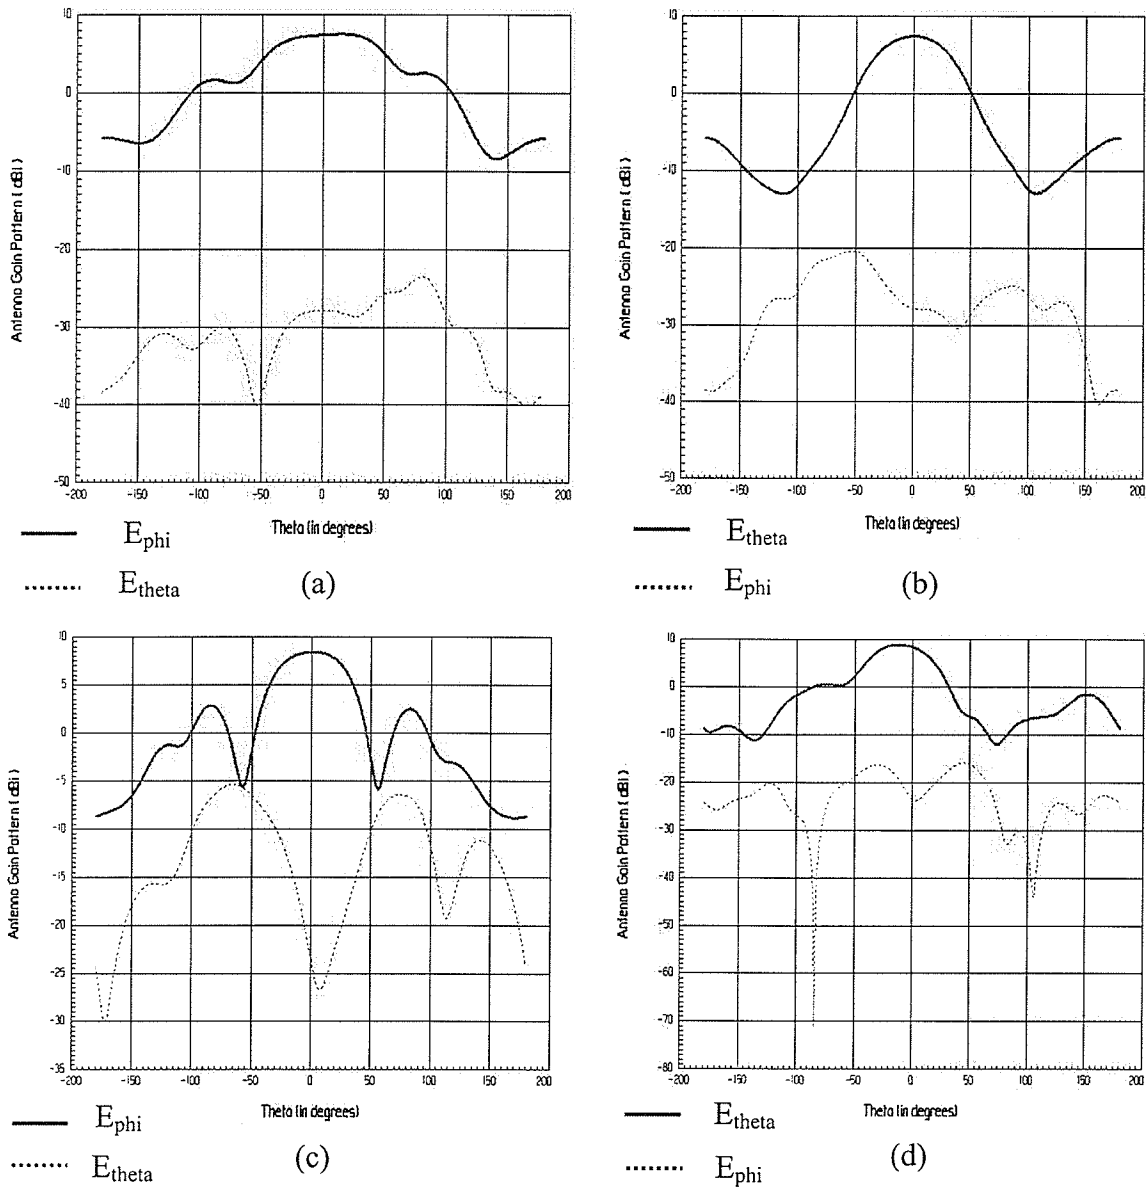 10
0
-10
-20
-30
-40
-50
-200 -150 -100 -50 0 50 100 150 200
Antenna Gain Pattern ( dBi )
Theta (in degrees)
E_phi
E_theta
(a)
10
0
-10
-20
-30
-40
-50
-200 -150 -100 -50 0 50 100 150 200
Antenna Gain Pattern ( dBi )
Theta (in degrees)
E_theta
E_phi
(b)
10
5
0
-5
-10
-15
-20
-25
-30
-35
-200 -150 -100 -50 0 50 100 150 200
Antenna Gain Pattern ( dBi )
Theta (in degrees)
E_phi
E_theta
(c)
10
0
-10
-20
-30
-40
-50
-60
-70
-80
-200 -150 -100 -50 0 50 100 150 200
Antenna Gain Pattern ( dBi )
Theta (in degrees)
E_theta
E_phi
(d)